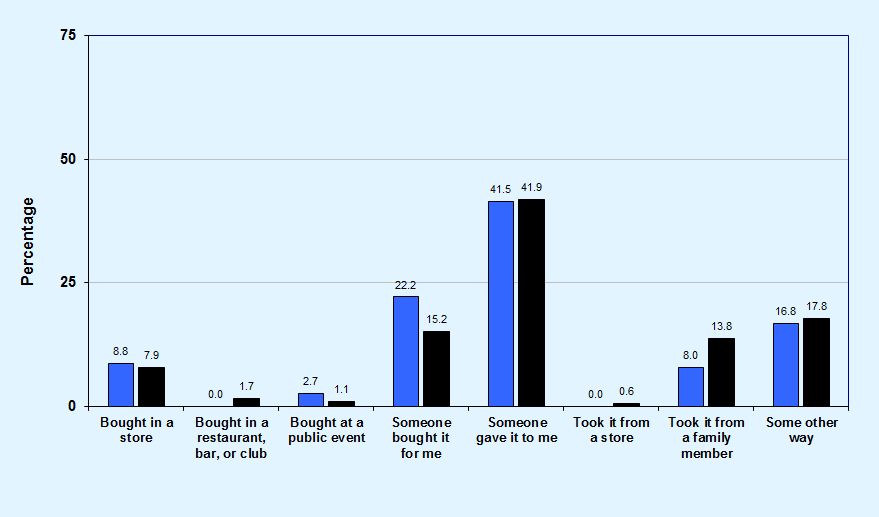 75
50
25
0
Percentage
8.8
7.9
0.0
1.7
2.7
1.1
22.2
15.2
41.5
41.9
0.0
0.6
8.0
13.8
16.8
17.8
Bought in a
store
Bought in a
restaurant,
bar, or club
Bought at a
public event
Someone
bought it
for me
Someone
gave it to me
Took it from
a store
Took it from
a family
member
Some other
way